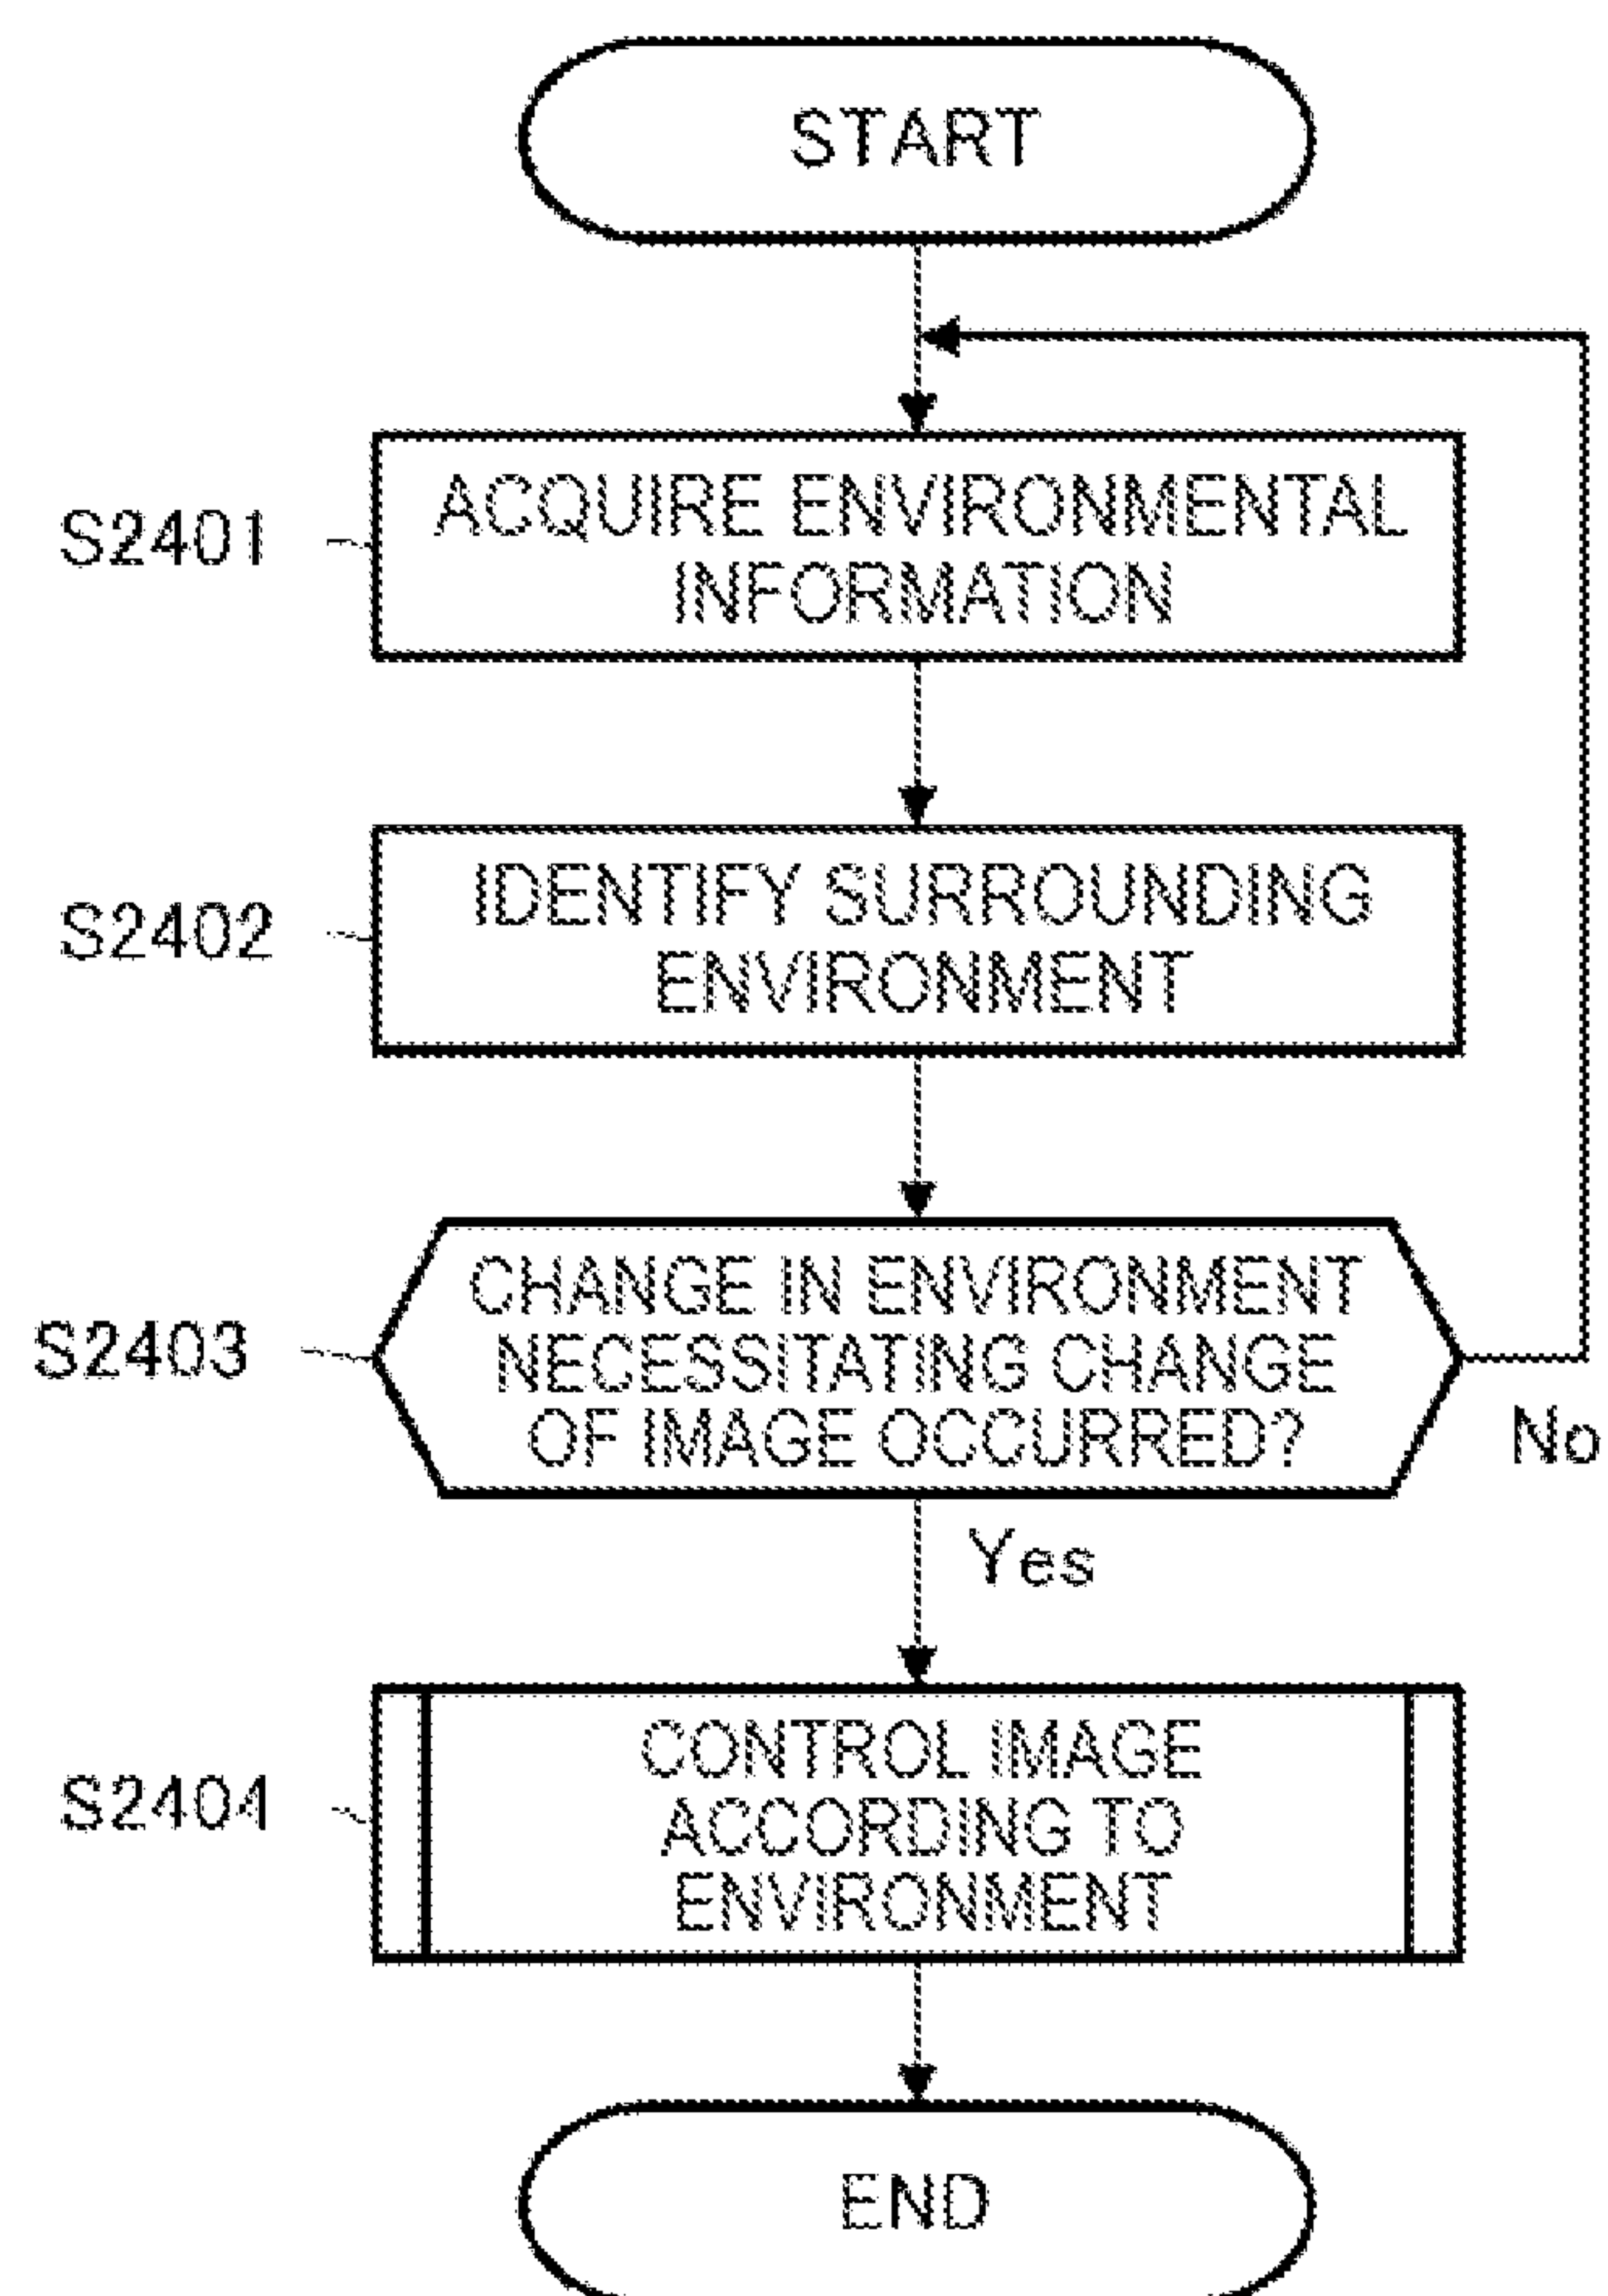 START
S2401
ACQUIRE ENVIRONMENTAL
INFORMATION
S2402
IDENTIFY SURROUNDING
ENVIRONMENT
S2403
CHANGE IN ENVIRONMENT
NECESSITATING CHANGE
OF IMAGE OCCURRED?
No
Yes
S2404
CONTROL IMAGE
ACCORDING TO
ENVIRONMENT
END